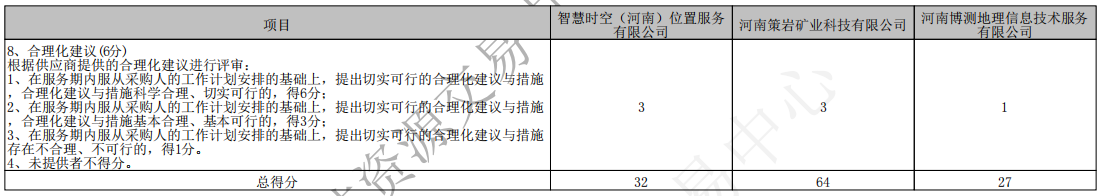 项目
智慧时空（河南）位置服务有限公司
河南策岩矿业科技有限公司
河南博测地理信息技术服务有限公司
8、合理化建议(6分)
根据供应商提供的合理化建议进行评审：
1、在服务期内服从采购人的工作计划安排的基础上，提出切实可行的合理化建议与措施
，合理化建议与措施科学合理、切实可行的，得6分；
2、在服务期内服从采购人的工作计划安排的基础上，提出切实可行的合理化建议与措施
，合理化建议与措施基本合理、基本可行的，得3分；
3、在服务期内服从采购人的工作计划安排的基础上，提出切实可行的合理化建议与措施
存在不合理、不可行的，得1分。
4、未提供者不得分。
3
3
1
总得分
32
64
27
资源交易
易中心